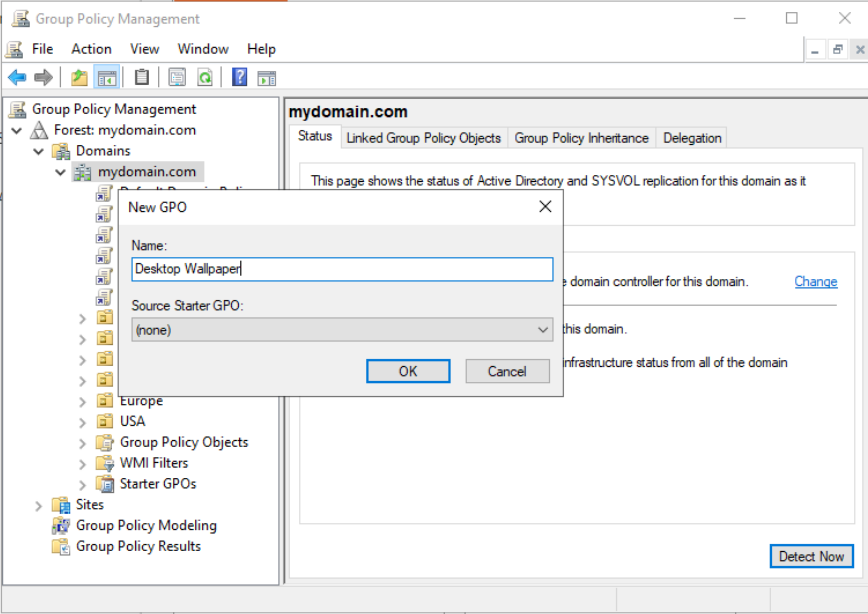 Group Policy Management
File Action View Window Help
Group Policy Management
Forest: mydomain.com
Domains
mydomain.com
Europe
USA
Group Policy Objects
WMI Filters
Starter GPOs
Sites
Group Policy Modeling
Group Policy Results
mydomain.com
Status Linked Group Policy Objects Group Policy Inheritance Delegation
This page shows the status of Active Directory and SYSVOL replication for this domain as it
domain controller for this domain. Change
this domain.
infrastructure status from all of the domain
Detect Now
New GPO
Name:
Desktop Wallpaper
Source Starter GPO:
(none)
OK Cancel